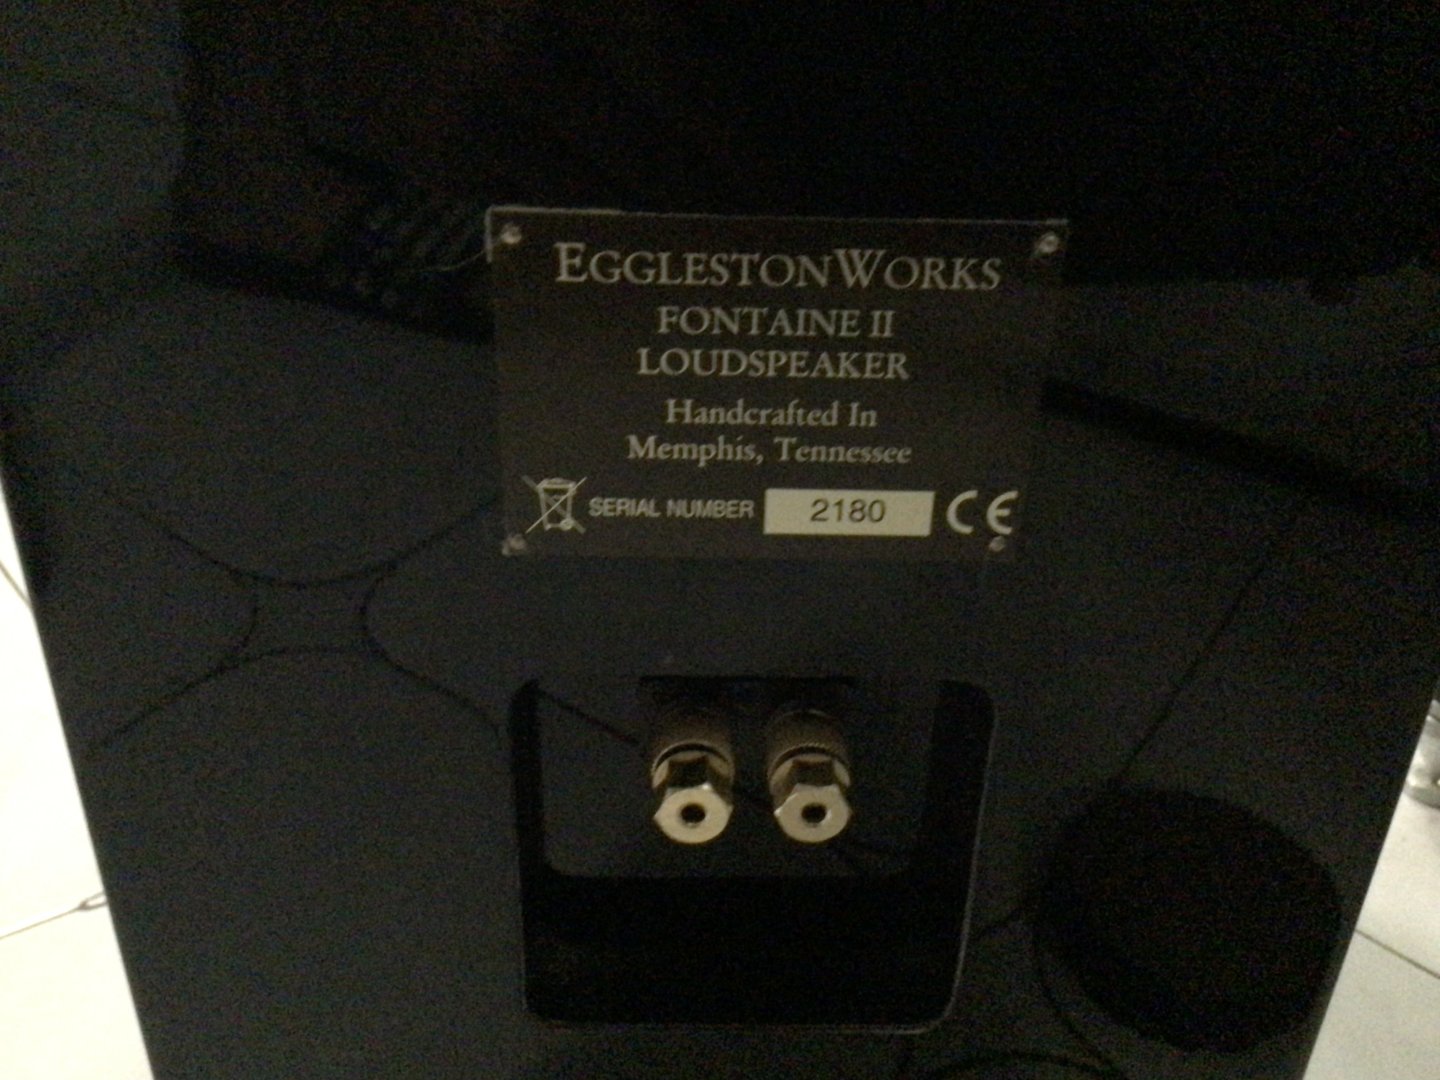 EGGLESTONWORKS
FONTAINE II
LOUDSPEAKER
Handcrafted In
Memphis, Tennessee
SERIAL NUMBER 2180 CE